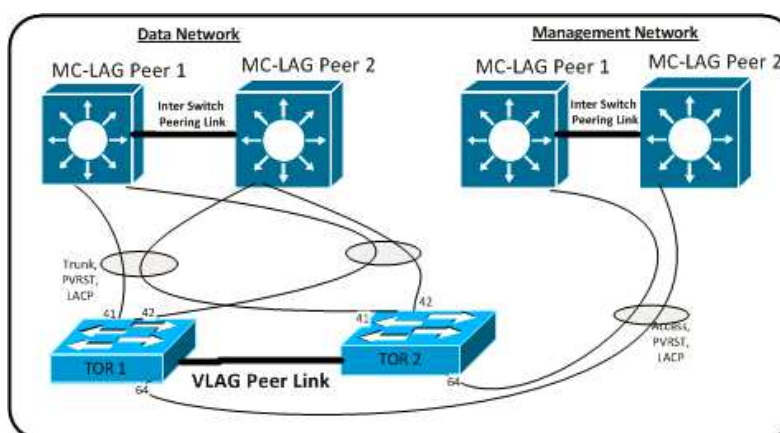 Data Network
Management Network
MC-LAG Peer 1
MC-LAG Peer 2
MC-LAG Peer 1
MC-LAG Peer 2
Inter Switch
Peering Link
Inter Switch
Peering Link
Trunk,
PVRST,
LACP
41
42
41
42
Access,
PVRST,
LACP
TOR 1
TOR 2
VLAG Peer Link
64
64